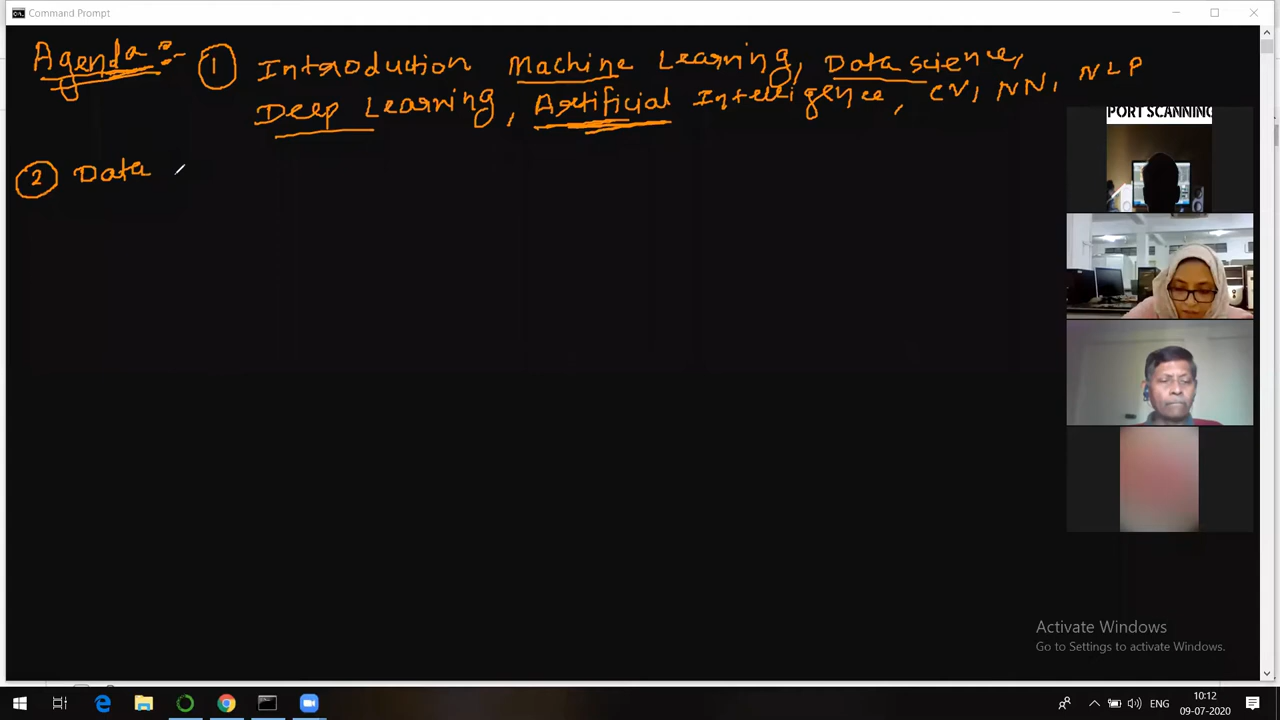 Command Prompt
Agenda :- ① Introduction Machine Learning, Data science,
Deep Learning, Artificial Intelligence, CV, NN, NLP
② Data
PORT SCANNING
Activate Windows
Go to Settings to activate Windows.
ENG
10:12
09-07-2020